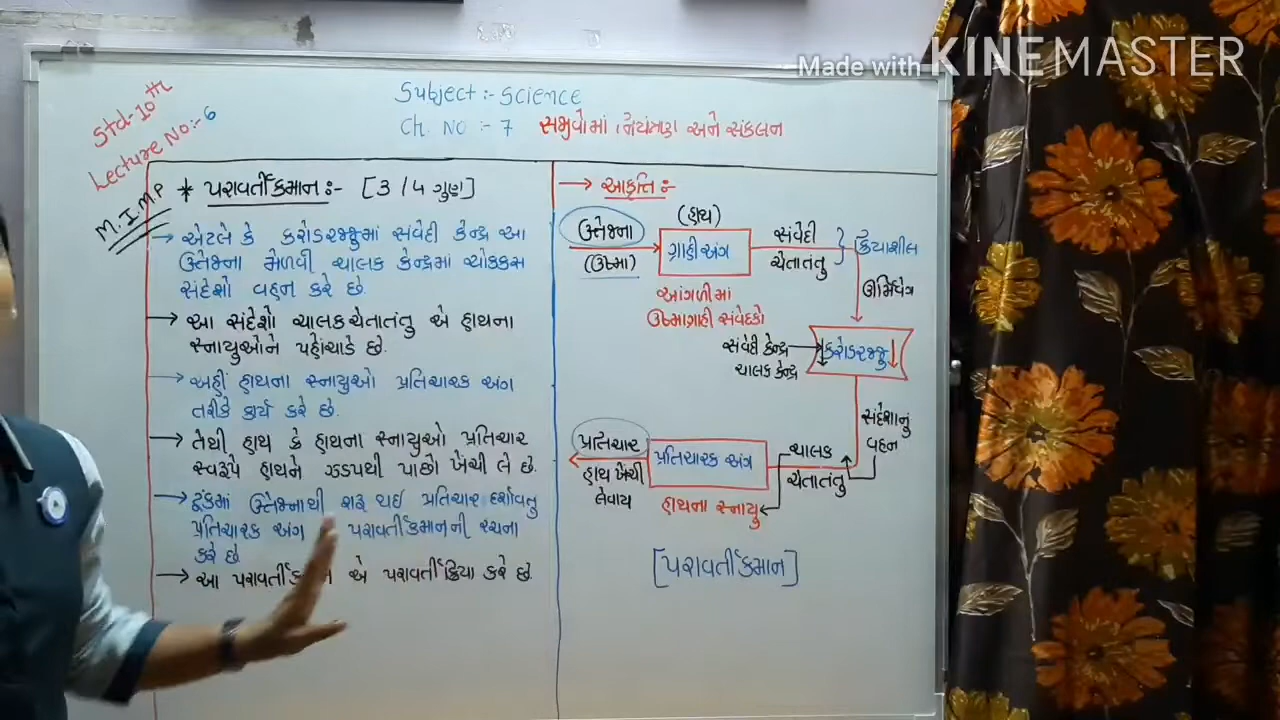 Made with KINEMASTER
Std-10th
Lecture No:- 6
Subject :- Science
Ch. No :- 7 સજીવોમાં નિયંત્રણ અને સંકલન
M.I.M.P
* પરાવર્તી કમાન :- [3/4 ગુણ]
→ એટલે કે કરોડરજ્જુમાં સંવેદી કેન્દ્ર આ
ઉત્તેજના મેળવી ચાલક કેન્દ્રમાં ચોક્કસ
સંદેશો વહન કરે છે.
→ આ સંદેશો ચાલક ચેતાતંતુ એ હાથના
સ્નાયુઓને પહોંચાડે છે.
→ અહીં હાથના સ્નાયુઓ પ્રતિચારક અંગ
તરીકે કાર્ય કરે છે.
→ તેથી હાથ કે હાથના સ્નાયુઓ પ્રતિચાર
સ્વરૂપે હાથને ઝડપથી પાછો ખેંચી લે છે.
→ ટૂંકમાં ઉત્તેજનાથી શરૂ થઈ પ્રતિચાર દર્શાવતુ
પ્રતિચારક અંગ પરાવર્તી કમાનની રચના
કરે છે
→ આ પરાવર્તી એ પરાવર્તી ક્રિયા કરે છે.
→ આકૃતિ :-
ઉત્તેજના
(ઉષ્મા)
(હાથ)
ગ્રાહી અંગ
આંગળીમાં
ઉષ્માગ્રાહી સંવેદકો
સંવેદી
ચેતાતંતુ
ક્રિયાશીલ
ઊર્મિવેગ
સંવેદી કેન્દ્ર
ચાલક કેન્દ્ર
કરોડરજ્જુ
સંદેશાનું
વહન
ચાલક
ચેતાતંતુ
પ્રતિચારક અંગ
હાથના સ્નાયુ
પ્રતિચાર
હાથ ખેંચી
લેવાય
[પરાવર્તી કમાન]